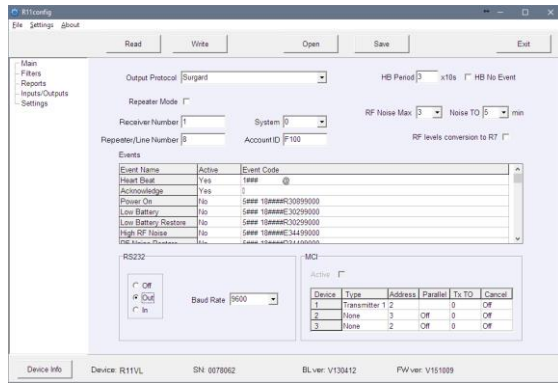 R11config
File Settings About
Read Write Open Save Exit
Main
Filters
Reports
Inputs/Outputs
Settings
Output Protocol Surgard HB Period 3 x10s HB No Event
Repeater Mode
RF Noise Max 3 Noise TO 5 min
Receiver Number 1 System 0
Repeater/Line Number 8 Account ID F100 RF levels conversion to R7
Events
Event Name Active Event Code
Heart Beat Yes 1### @
Acknowledge Yes
Power On No 5### 18####R30899000
Low Battery No 5### 18####E30299000
Low Battery Restore No 5### 18####R30299000
High RF Noise No 5### 18####E34499000
RF Noise Restore No 5### 18####R34499000
RS232 MCI
Active
Off
Out Baud Rate 9600
In
Device Type Address Parallel Tx TO Cancel
1 Transmitter 1 2 0 Off
2 None 3 Off 0 Off
3 None 2 Off 0 Off
Device Info Device: R11VL SN: 0078062 BL ver: V130412 FW ver: V151009